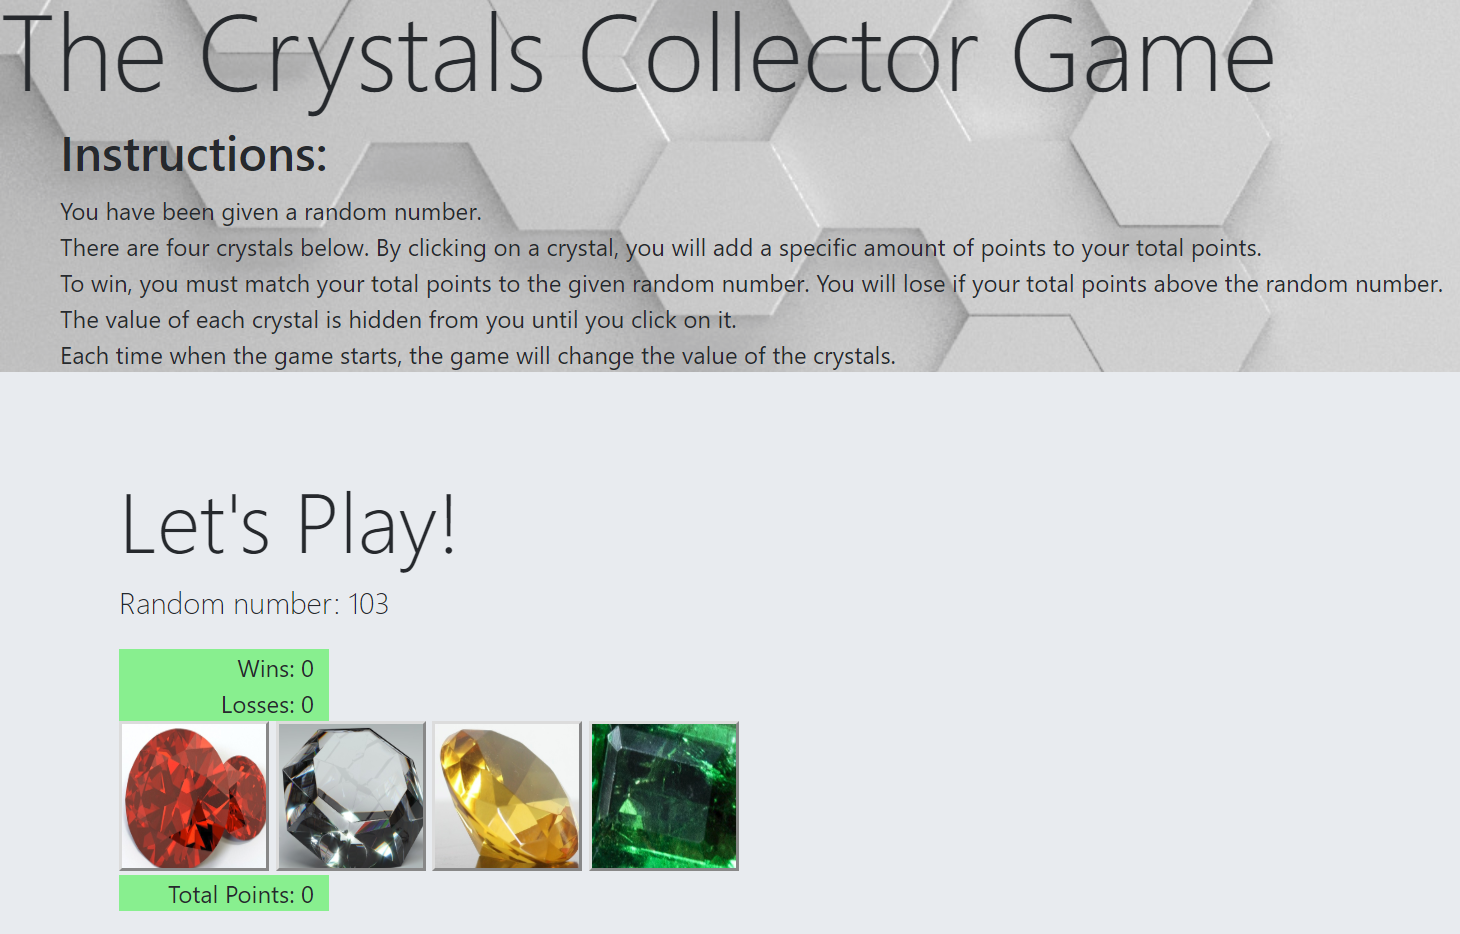 The Crystals Collector Game
Instructions:
You have been given a random number.
There are four crystals below. By clicking on a crystal, you will add a specific amount of points to your total points.
To win, you must match your total points to the given random number. You will lose if your total points above the random number.
The value of each crystal is hidden from you until you click on it.
Each time when the game starts, the game will change the value of the crystals.
Let's Play!
Random number: 103
Wins: 0
Losses: 0
Total Points: 0